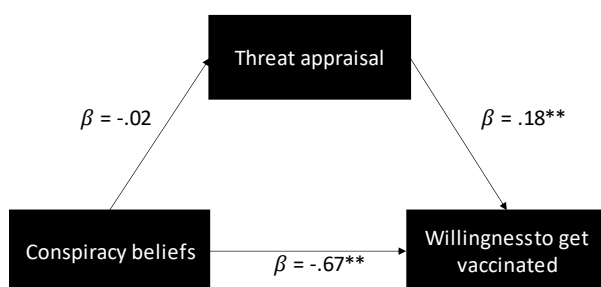 Threat appraisal
β = -.02
β = .18**
Conspiracy beliefs
β = -.67**
Willingnessto get
vaccinated